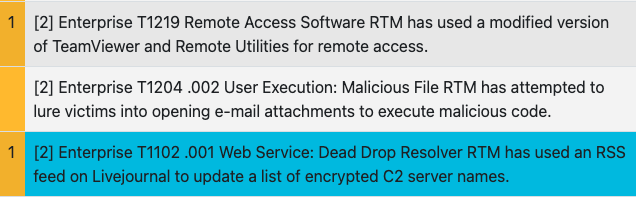 1 [2] Enterprise T1219 Remote Access Software RTM has used a modified version
of TeamViewer and Remote Utilities for remote access.
[2] Enterprise T1204 .002 User Execution: Malicious File RTM has attempted to
lure victims into opening e-mail attachments to execute malicious code.
1 [2] Enterprise T1102 .001 Web Service: Dead Drop Resolver RTM has used an RSS
feed on Livejournal to update a list of encrypted C2 server names.